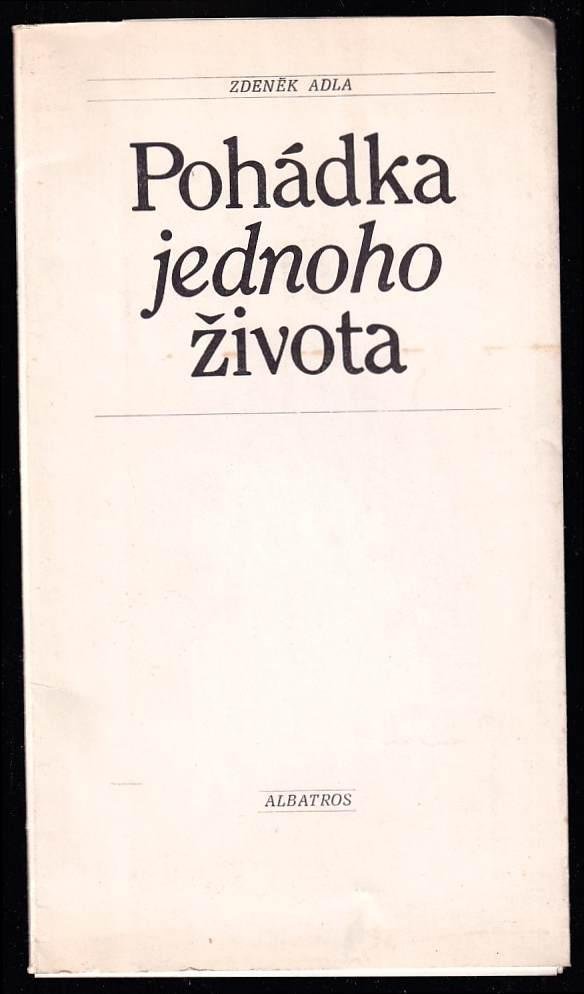 ZDENĚK ADLA
Pohádka
jednoho
života
ALBATROS